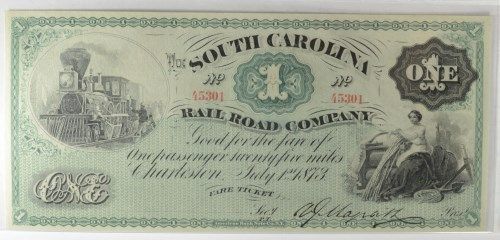 SOUTH CAROLINA
No 1 No ONE
45301 45301
RAIL ROAD COMPANY
Good for the fare of
One passenger twenty five miles
Charleston July 1st 1873
FARE TICKET
ONE